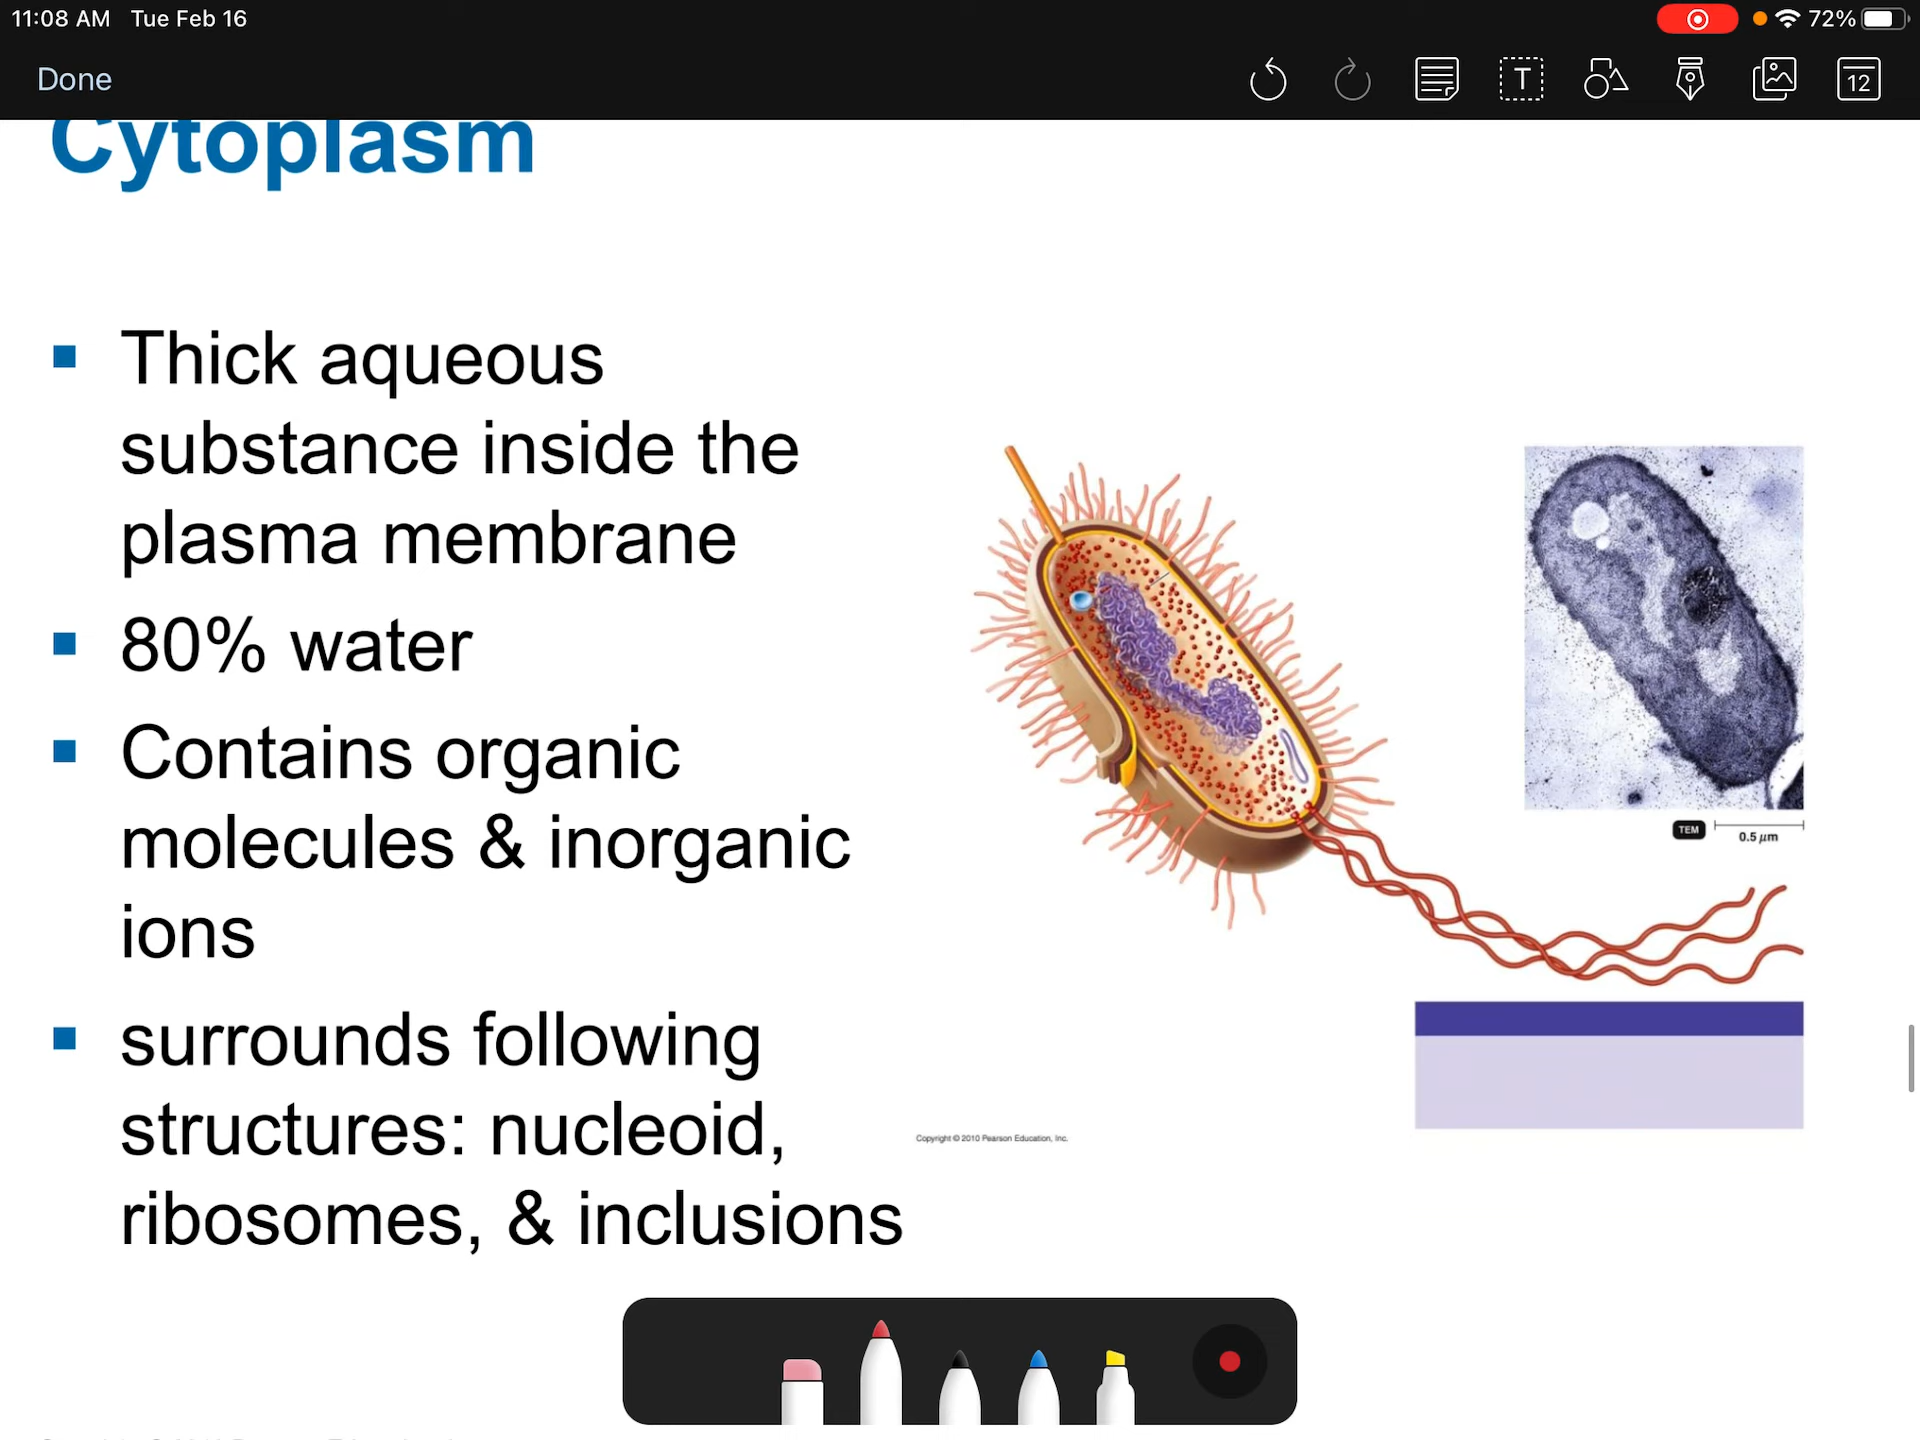 11:08 AM Tue Feb 16
72%
Done
T
12
Cytoplasm
Thick aqueous
substance inside the
plasma membrane
80% water
Contains organic
molecules & inorganic
ions
surrounds following
structures: nucleoid,
ribosomes, & inclusions
TEM
0.5 μm
Copyright © 2010 Pearson Education, Inc.